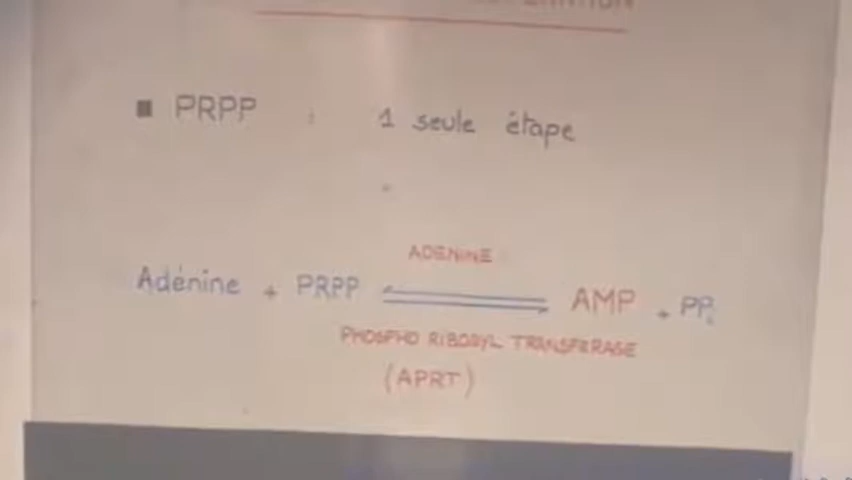 ■ PRPP : 1 seule étape
ADENINE
Adénine + PRPP ⇌ AMP + PPi
PHOSPHO RIBOSYL TRANSFERASE
(APRT)